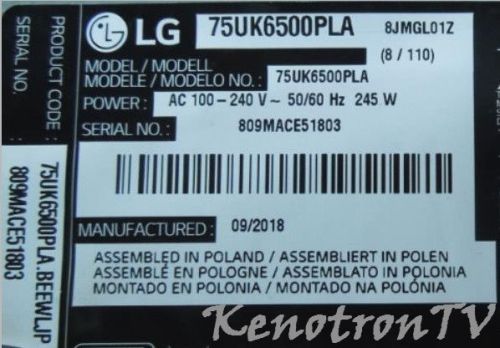 LG 75UK6500PLA 8JMGL01Z
(8 / 110)
MODEL / MODELL
MODÈLE / MODELO NO. : 75UK6500PLA
POWER : AC 100–240 V~ 50/60 Hz 245 W
SERIAL NO. : 809MACE51803
MANUFACTURED : 09/2018
ASSEMBLED IN POLAND / ASSEMBLIERT IN POLEN
ASSEMBLÉ EN POLOGNE / ASSEMBLATO IN POLONIA
MONTADO EN POLONIA / MONTADO NA POLÓNIA
PRODUCT CODE :
SERIAL NO. :
75UK6500PLA.BEEWLJP
809MACE51803
KenotronTV